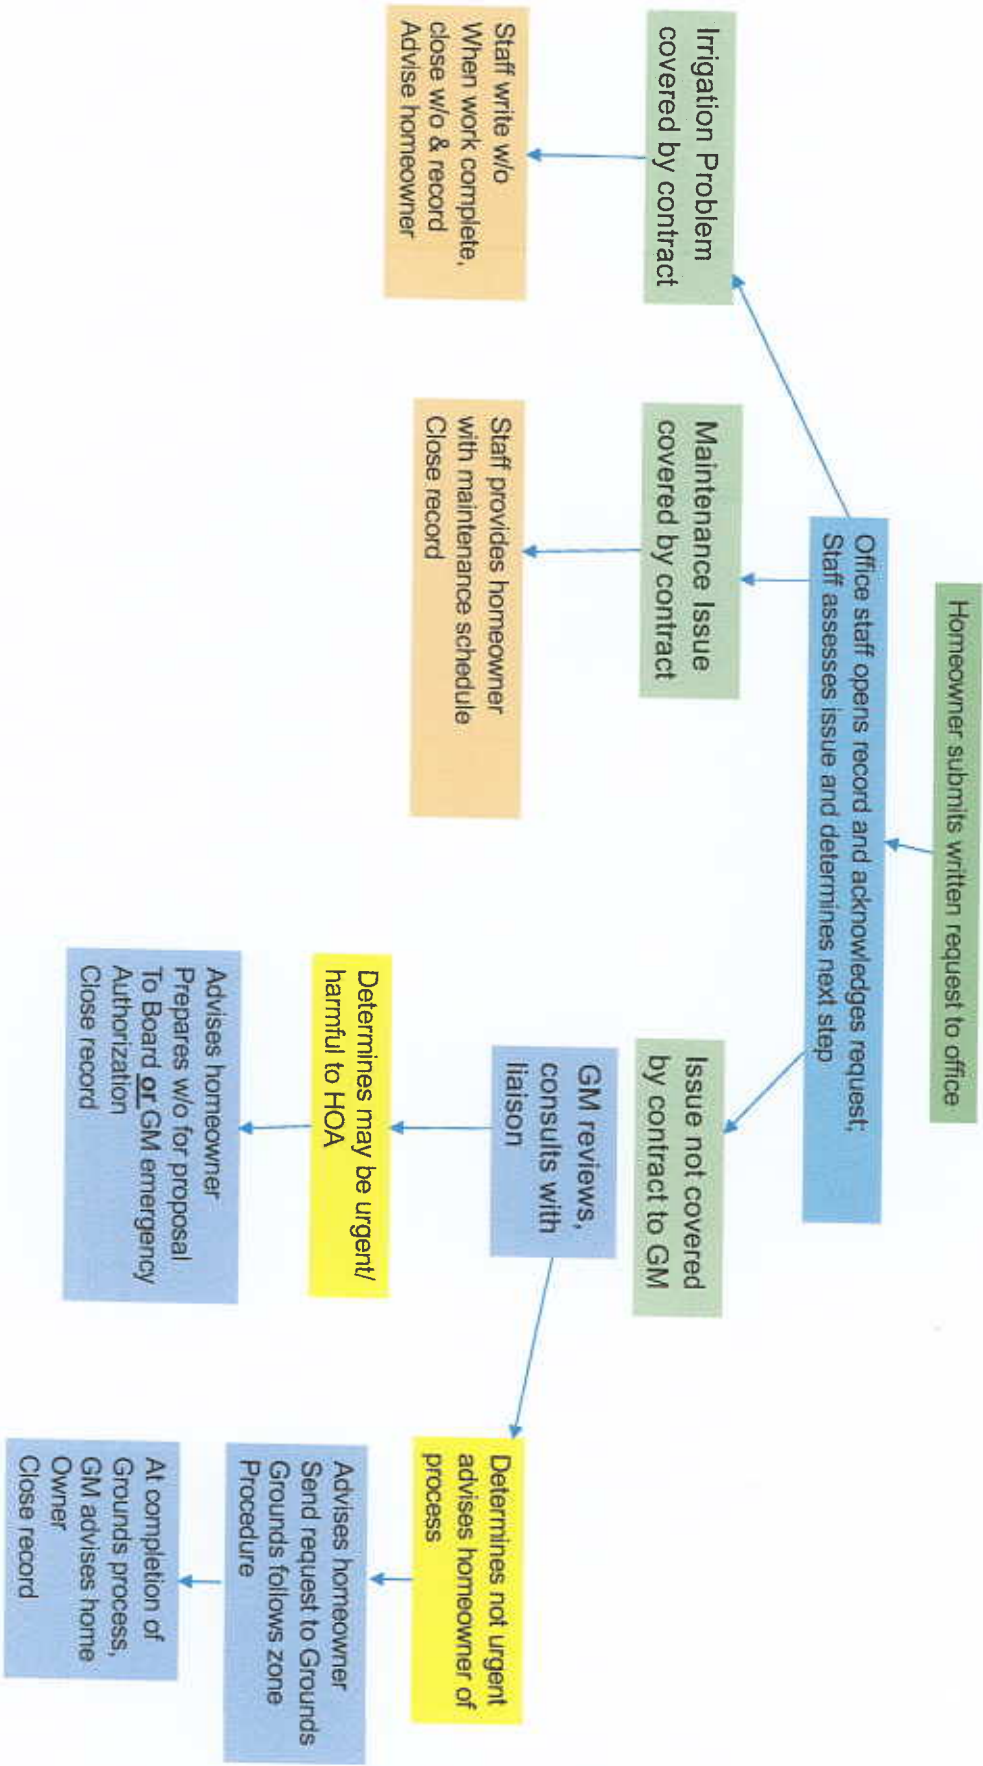 Homeowner submits written request to office
Office staff opens record and acknowledges request;
Staff assesses issue and determines next step
Irrigation Problem
covered by contract
Staff write w/o
When work complete,
close w/o & record
Advise homeowner
Maintenance Issue
covered by contract
Staff provides homeowner
with maintenance schedule
Close record
Issue not covered
by contract to GM
GM reviews,
consults with
liaison
Determines may be urgent/
harmful to HOA
Advises homeowner
Prepares w/o for proposal
To Board or GM emergency
Authorization
Close record
Determines not urgent
advises homeowner of
process
Advises homeowner
Send request to Grounds
Grounds follows zone
Procedure
At completion of
Grounds process,
GM advises home
Owner
Close record